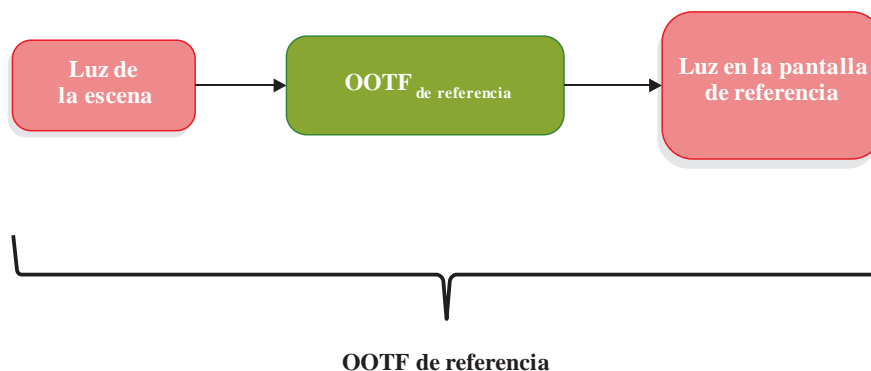 Luz de
la escena
OOTF de referencia
Luz en la pantalla
de referencia
OOTF de referencia